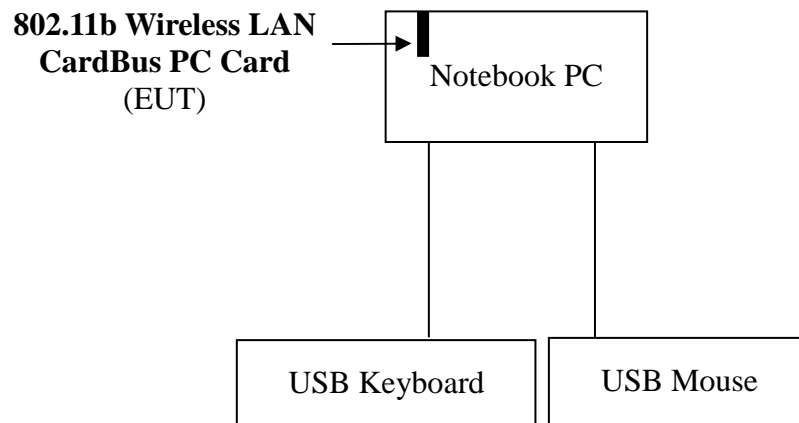 802.11b Wireless LAN
CardBus PC Card
(EUT)
Notebook PC
USB Keyboard
USB Mouse